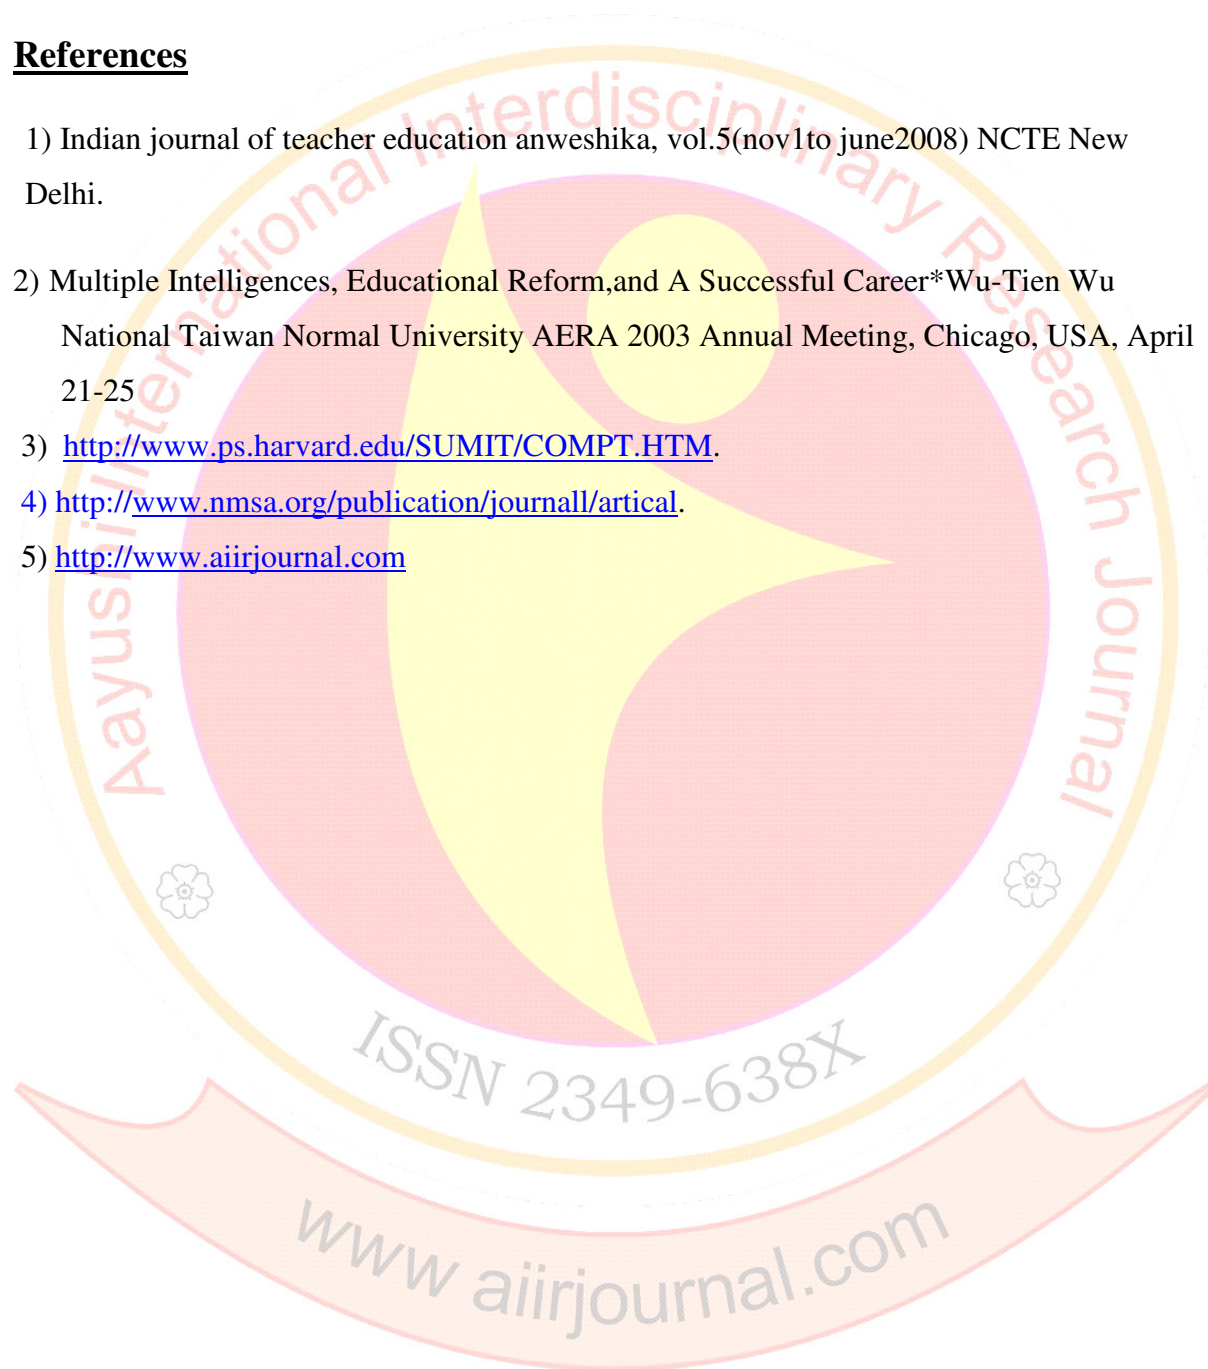 References
1) Indian journal of teacher education anweshika, vol.5(nov1to june2008) NCTE New
Delhi.
2) Multiple Intelligences, Educational Reform,and A Successful Career*Wu-Tien Wu
National Taiwan Normal University AERA 2003 Annual Meeting, Chicago, USA, April
21-25
3) http://www.ps.harvard.edu/SUMIT/COMPT.HTM.
4) http://www.nmsa.org/publication/journall/artical.
5) http://www.aiirjournal.com
Aayushi International Interdisciplinary Research Journal
ISSN 2349-638X
www aiirjournal.com